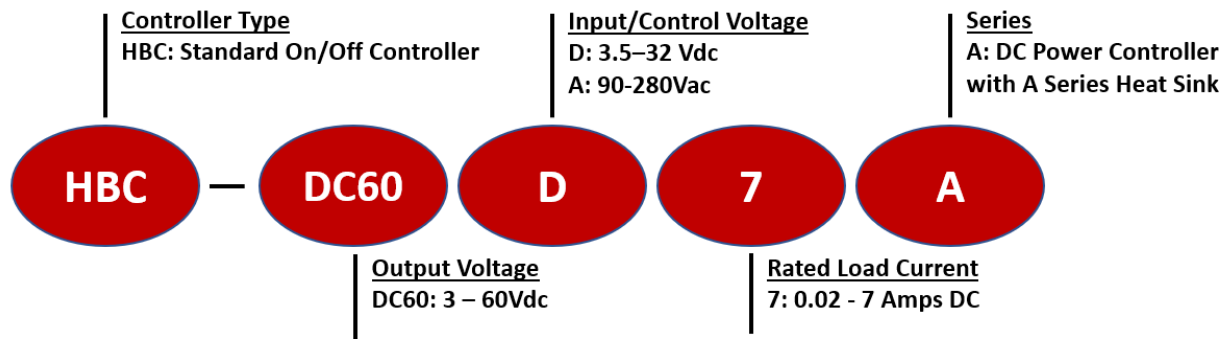 Controller Type
HBC: Standard On/Off Controller
Input/Control Voltage
D: 3.5–32 Vdc
A: 90-280Vac
Series
A: DC Power Controller
with A Series Heat Sink
HBC — DC60 D 7 A
Output Voltage
DC60: 3 – 60Vdc
Rated Load Current
7: 0.02 - 7 Amps DC